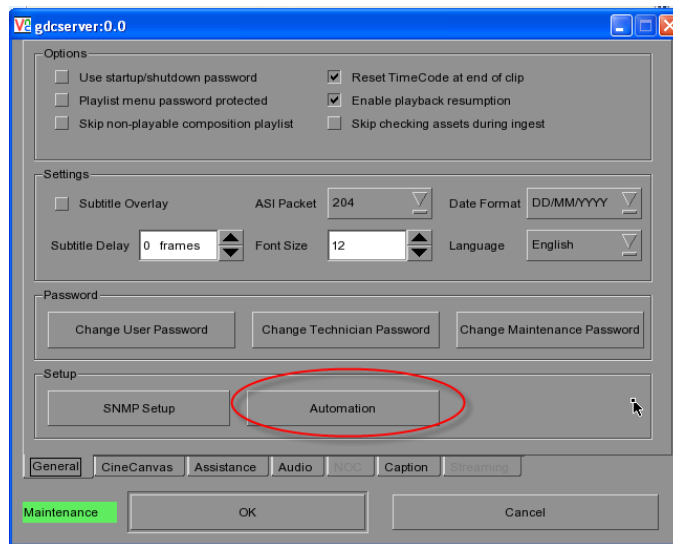 gdcserver:0.0
Options
Use startup/shutdown password
Reset TimeCode at end of clip
Playlist menu password protected
Enable playback resumption
Skip non-playable composition playlist
Skip checking assets during ingest
Settings
Subtitle Overlay
ASI Packet
204
Date Format
DD/MM/YYYY
Subtitle Delay
0 frames
Font Size
12
Language
English
Password
Change User Password
Change Technician Password
Change Maintenance Password
Setup
SNMP Setup
Automation
General
CineCanvas
Assistance
Audio
NOC
Caption
Streaming
Maintenance
OK
Cancel